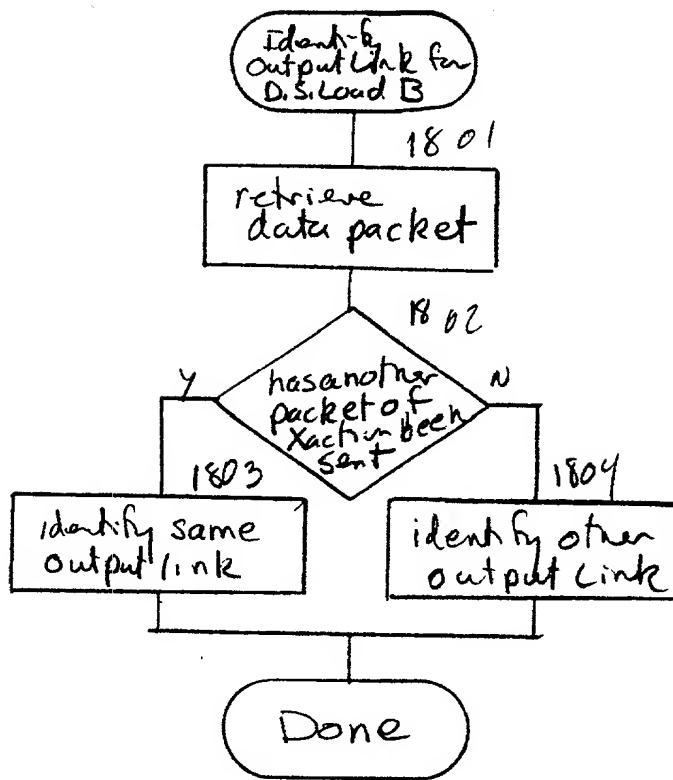 Identify
Output Link for
D.S. Load B
1801
retrieve
data packet
1802
has another
packet of
Xaction been
sent
Y
N
1803
1804
identify same
output link
identify other
output Link
Done